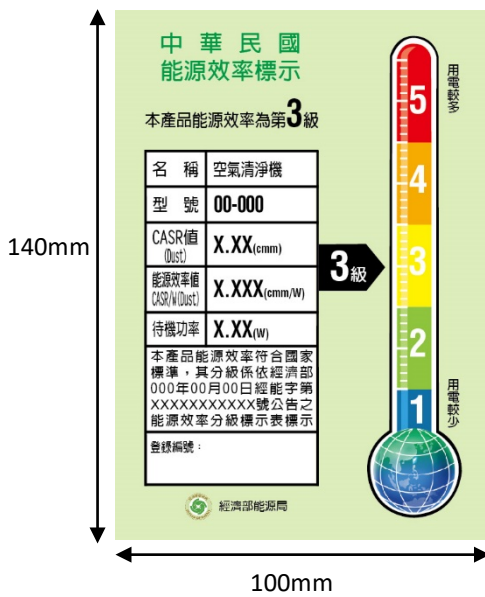 中華民國
能源效率標示
本產品能源效率為第3級
名稱 空氣清淨機
型號 00-000
CASR值
(Dust) X.XX(cmm)
能源效率值
CASR/W(Dust) X.XXX(cmm/W)
待機功率 X.XX(W)
本產品能源效率符合國家
標準，其分級係依經濟部
000年00月00日經能字第
XXXXXXXXXXX號公告之
能源效率分級標示表標示
登錄編號：
經濟部能源局
3級
用電較多
5
4
3
2
1
用電較少
140mm
100mm